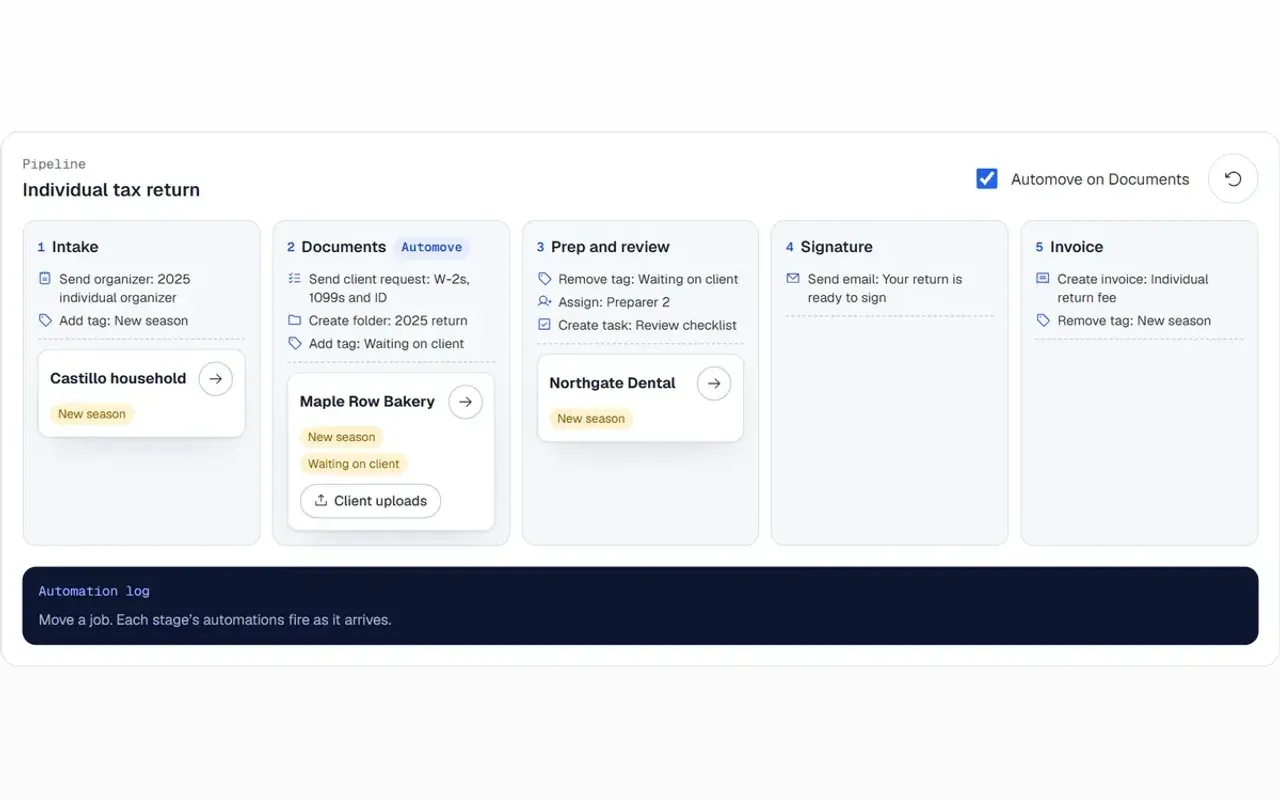 Pipeline
Individual tax return
Automove on Documents
1 Intake
Send organizer: 2025
individual organizer
Add tag: New season
Castillo household
New season
2 Documents Automove
Send client request: W-2s,
1099s and ID
Create folder: 2025 return
Add tag: Waiting on client
Maple Row Bakery
New season
Waiting on client
Client uploads
3 Prep and review
Remove tag: Waiting on client
Assign: Preparer 2
Create task: Review checklist
Northgate Dental
New season
4 Signature
Send email: Your return is
ready to sign
5 Invoice
Create invoice: Individual
return fee
Remove tag: New season
Automation log
Move a job. Each stage’s automations fire as it arrives.